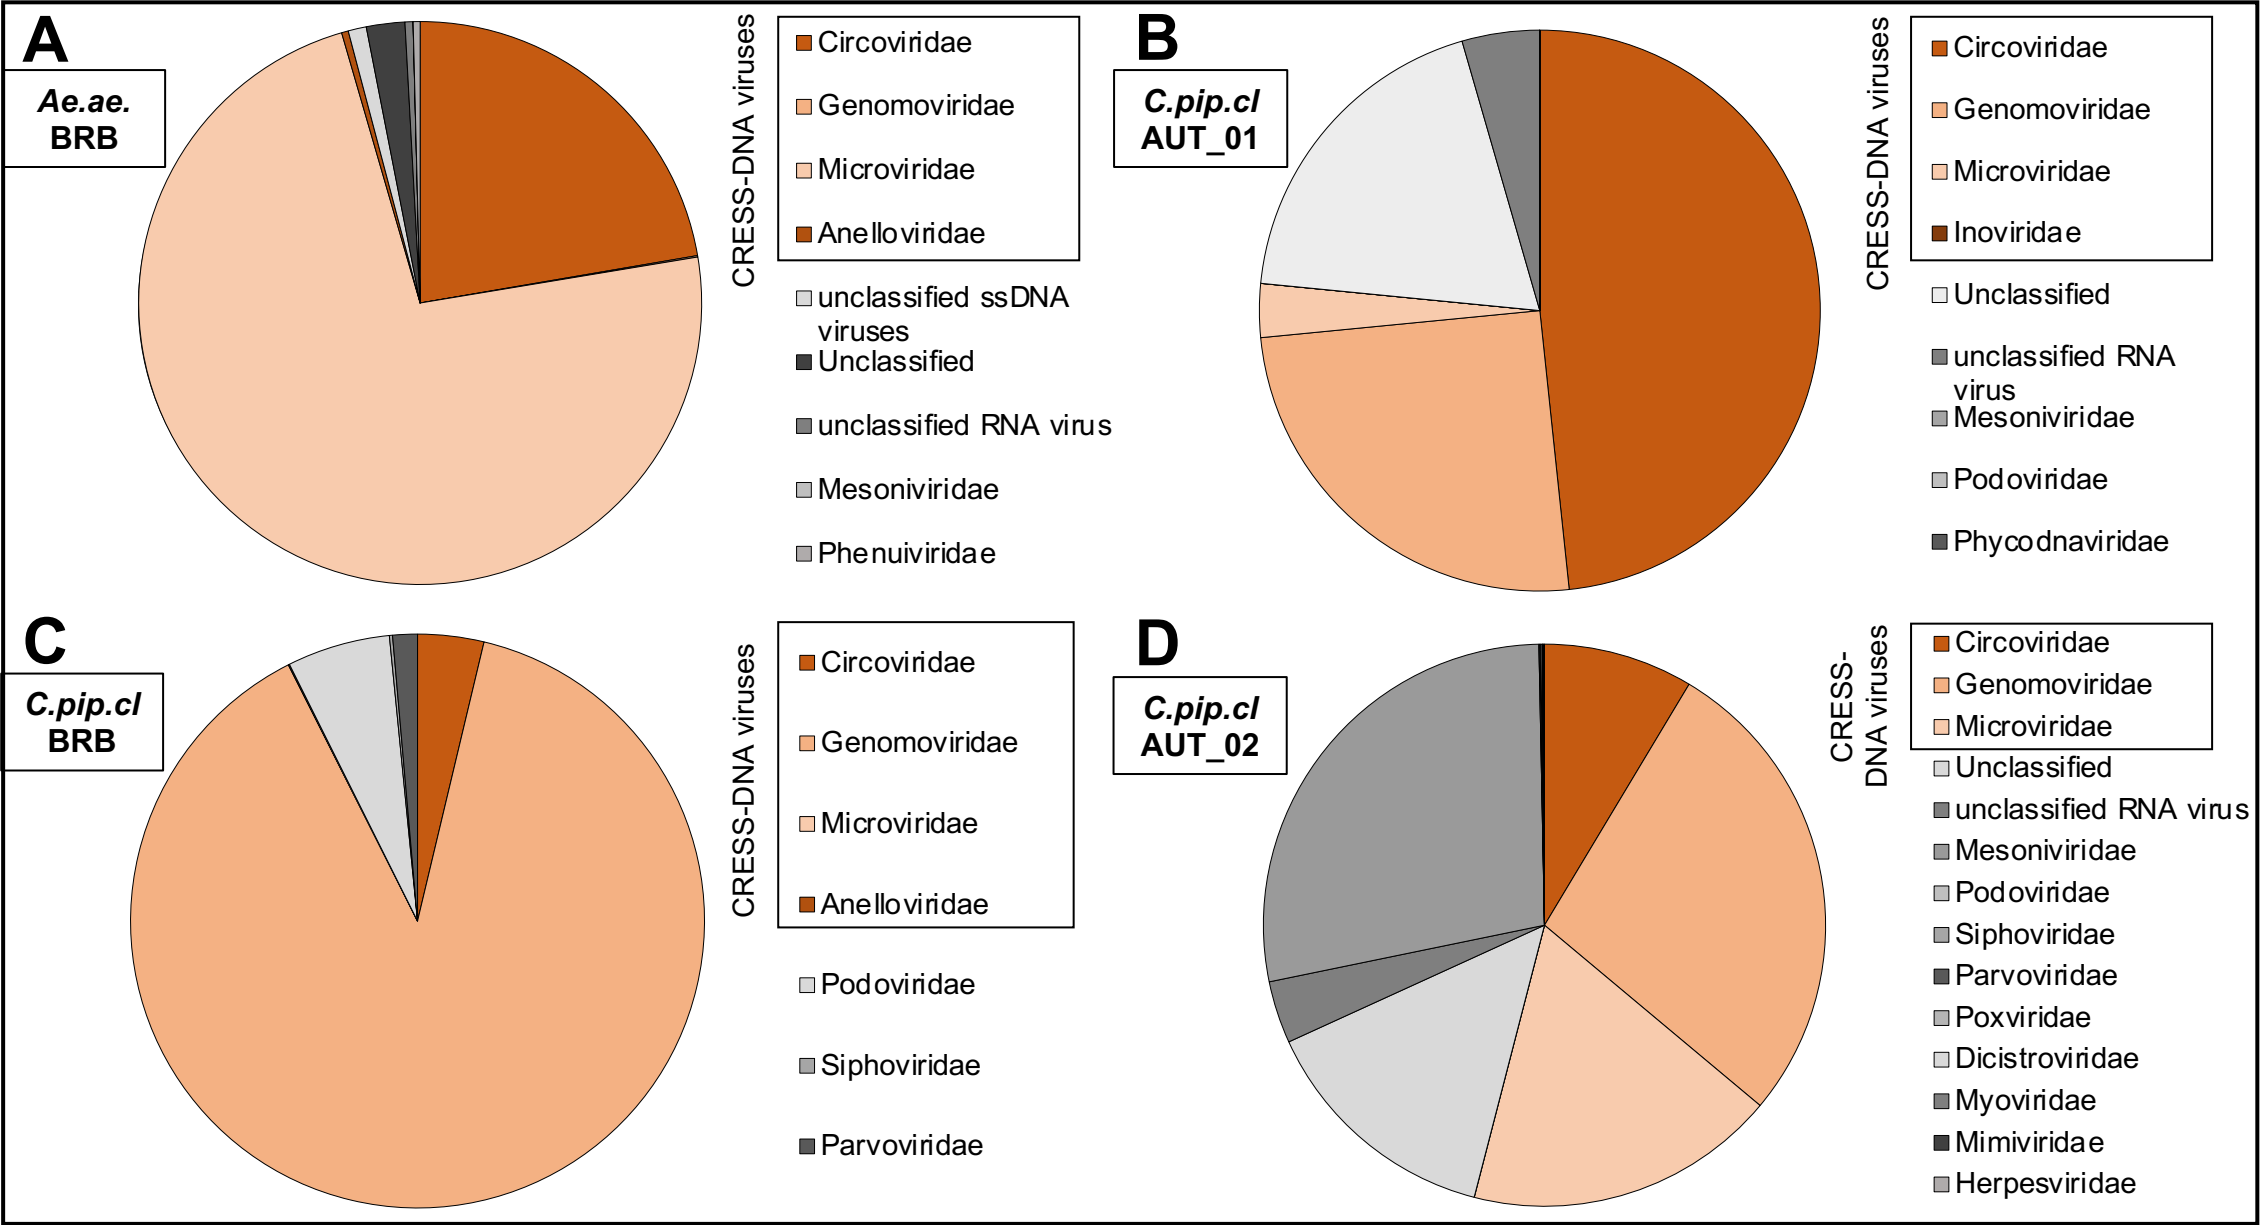 A
Ae.ae.
BRB
CRESS-DNA viruses
Circoviridae
Genomoviridae
Microviridae
Anelloviridae
unclassified ssDNA
viruses
Unclassified
unclassified RNA virus
Mesoniviridae
Phenuiviridae
B
C.pip.cl
AUT_01
CRESS-DNA viruses
Circoviridae
Genomoviridae
Microviridae
Inoviridae
Unclassified
unclassified RNA
virus
Mesoniviridae
Podoviridae
Phycodnaviridae
C
C.pip.cl
BRB
CRESS-DNA viruses
Circoviridae
Genomoviridae
Microviridae
Anelloviridae
Podoviridae
Siphoviridae
Parvoviridae
D
C.pip.cl
AUT_02
CRESS-
DNA viruses
Circoviridae
Genomoviridae
Microviridae
Unclassified
unclassified RNA virus
Mesoniviridae
Podoviridae
Siphoviridae
Parvoviridae
Poxviridae
Dicistroviridae
Myoviridae
Mimiviridae
Herpesviridae